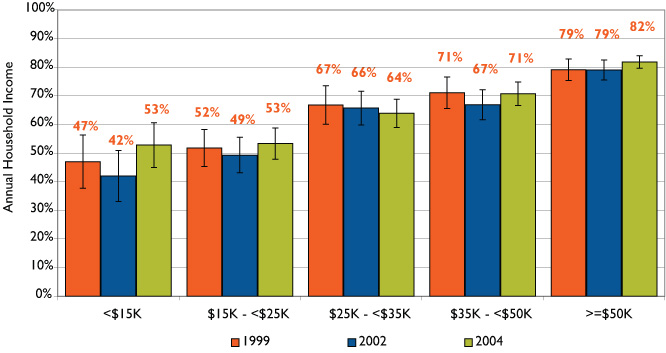 100%
90%
80%
70%
60%
50%
40%
30%
20%
10%
0%
Annual Household Income
47% 42% 53% 52% 49% 53% 67% 66% 64% 71% 67% 71% 79% 79% 82%
<$15K $15K - <$25K $25K - <$35K $35K - <$50K >=$50K
1999 2002 2004